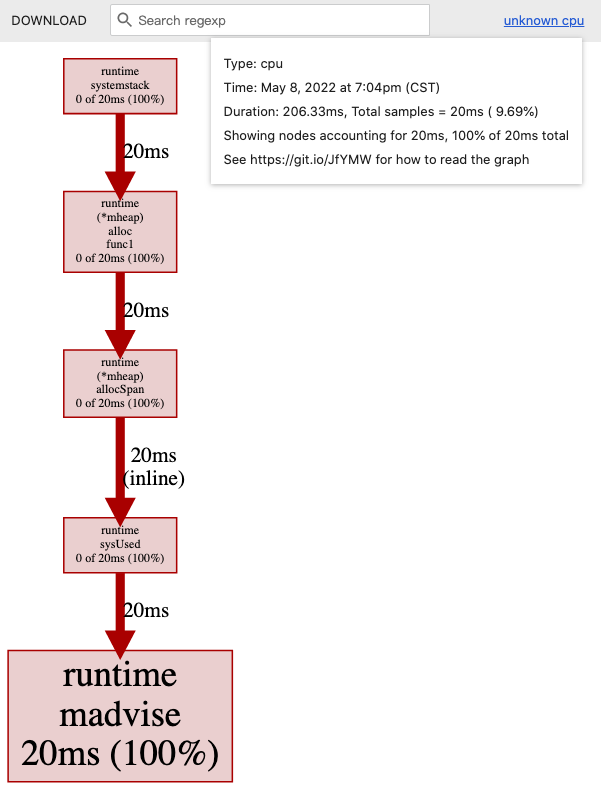 DOWNLOAD
Search regexp
unknown cpu
Type: cpu
Time: May 8, 2022 at 7:04pm (CST)
Duration: 206.33ms, Total samples = 20ms ( 9.69%)
Showing nodes accounting for 20ms, 100% of 20ms total
See https://git.io/JfYMW for how to read the graph
runtime
systemstack
0 of 20ms (100%)
20ms
runtime
(*mheap)
alloc
func1
0 of 20ms (100%)
20ms
runtime
(*mheap)
allocSpan
0 of 20ms (100%)
20ms
(inline)
runtime
sysUsed
0 of 20ms (100%)
20ms
runtime
madvise
20ms (100%)